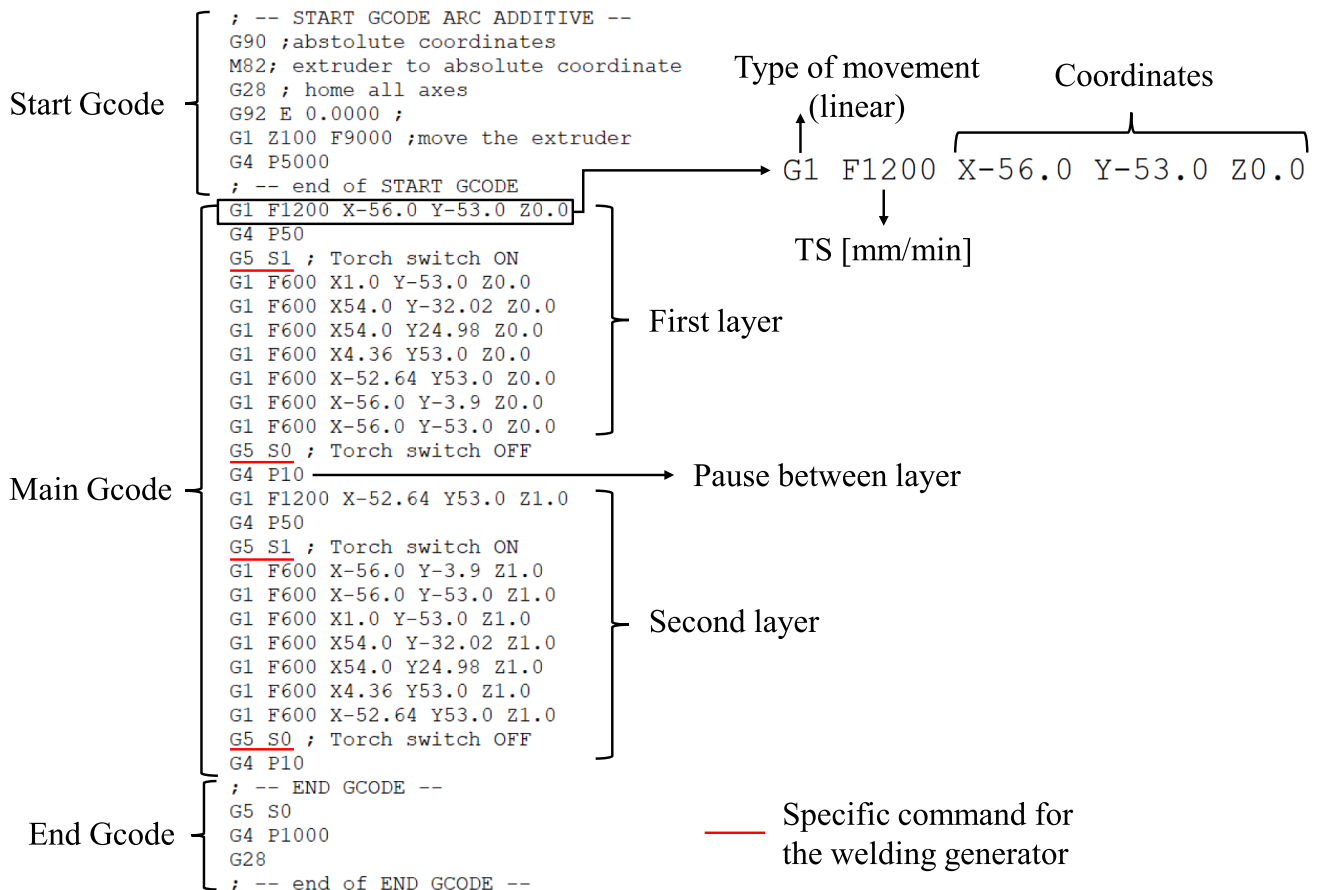 Start Gcode
; -- START GCODE ARC ADDITIVE --
G90 ;abstolute coordinates
M82; extruder to absolute coordinate
G28 ; home all axes
G92 E 0.0000 ;
G1 Z100 F9000 ;move the extruder
G4 P5000
; -- end of START GCODE
Main Gcode
G1 F1200 X-56.0 Y-53.0 Z0.0
G4 P50
G5 S1 ; Torch switch ON
G1 F600 X1.0 Y-53.0 Z0.0
G1 F600 X54.0 Y-32.02 Z0.0
G1 F600 X54.0 Y24.98 Z0.0
G1 F600 X4.36 Y53.0 Z0.0
G1 F600 X-52.64 Y53.0 Z0.0
G1 F600 X-56.0 Y-3.9 Z0.0
G1 F600 X-56.0 Y-53.0 Z0.0
G5 S0 ; Torch switch OFF
G4 P10
G1 F1200 X-52.64 Y53.0 Z1.0
G4 P50
G5 S1 ; Torch switch ON
G1 F600 X-56.0 Y-3.9 Z1.0
G1 F600 X-56.0 Y-53.0 Z1.0
G1 F600 X1.0 Y-53.0 Z1.0
G1 F600 X54.0 Y-32.02 Z1.0
G1 F600 X54.0 Y24.98 Z1.0
G1 F600 X4.36 Y53.0 Z1.0
G1 F600 X-52.64 Y53.0 Z1.0
G5 S0 ; Torch switch OFF
G4 P10
End Gcode
; -- END GCODE --
G5 S0
G4 P1000
G28
; -- end of END GCODE --
Type of movement
(linear)
Coordinates
G1 F1200 X-56.0 Y-53.0 Z0.0
TS [mm/min]
First layer
Pause between layer
Second layer
Specific command for
the welding generator